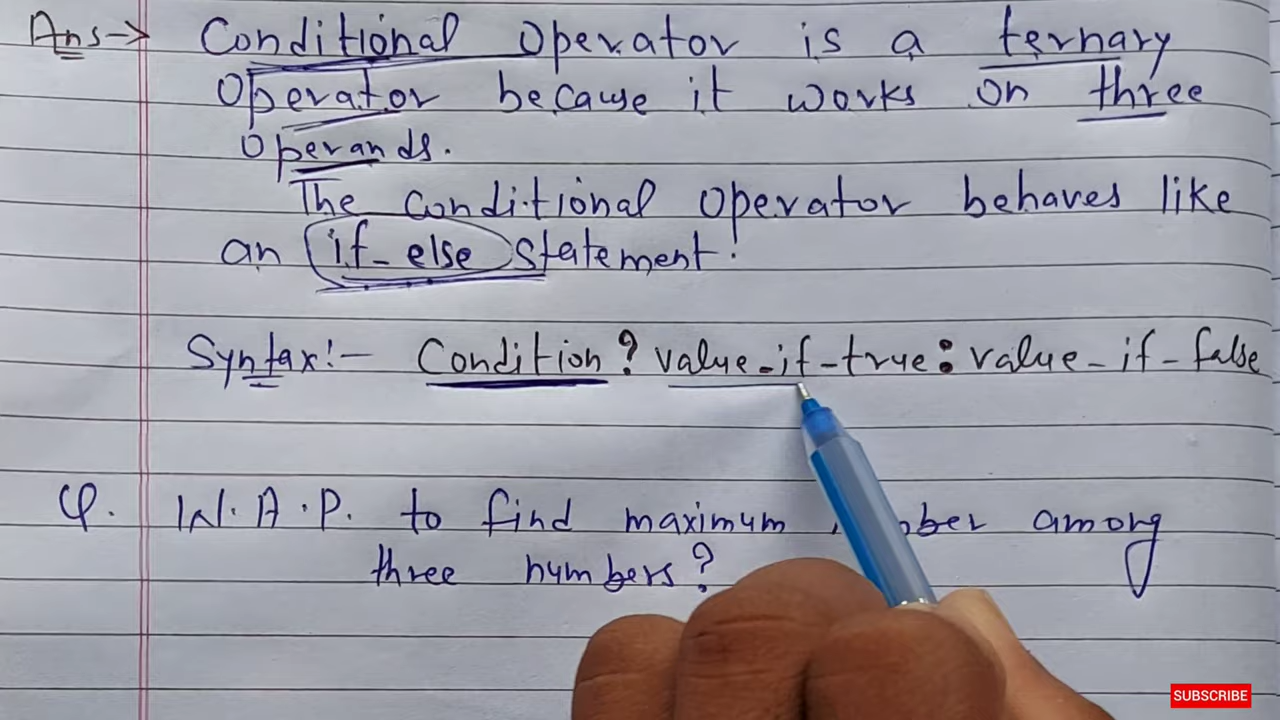 Ans→ Conditional Operator is a ternary
Operator because it works on three
Operands.
The conditional operator behaves like
an if-else statement.
Syntax:- Condition ? value-if-true : value-if-false
Q. W.A.P. to find maximum among
three numbers?
SUBSCRIBE